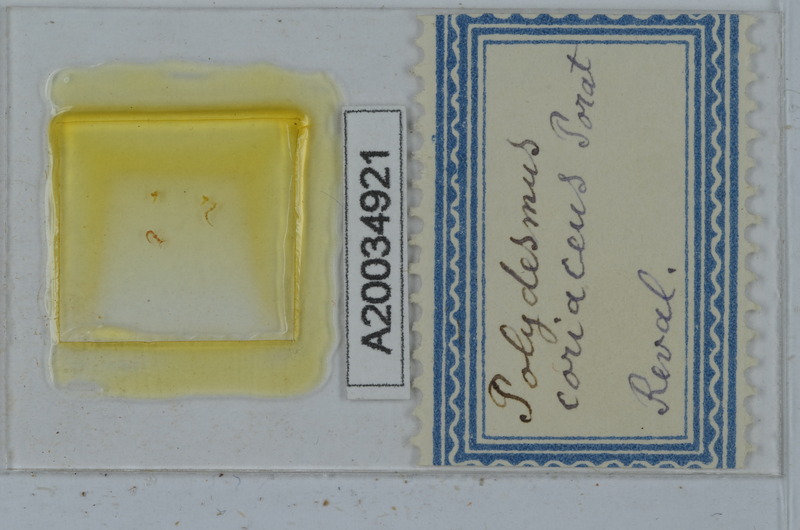 A20034921
Polydesmus
coriaceus Porat
Reval.